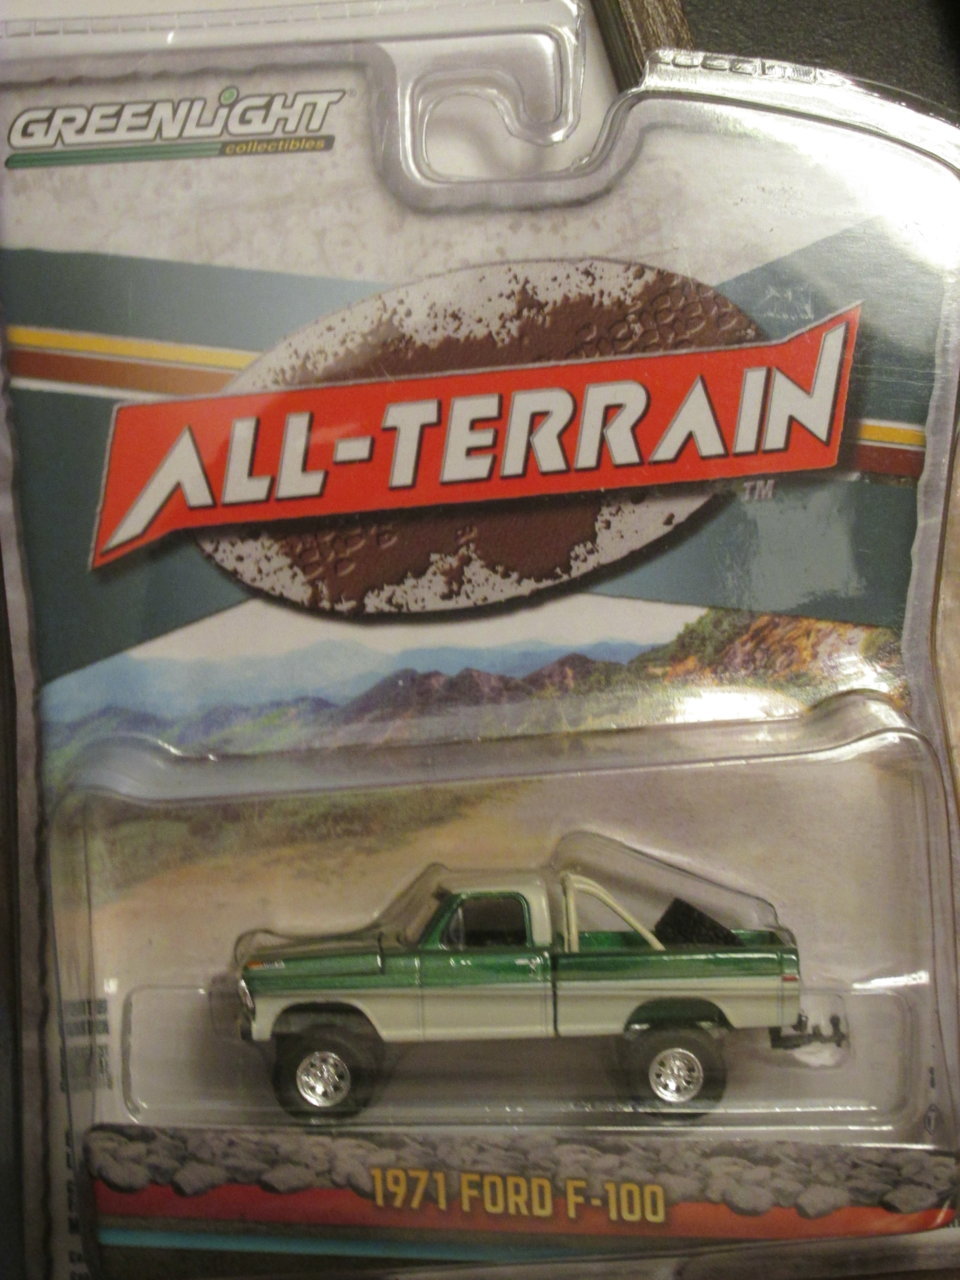 GREENLiGHT®
collectibles
ALL-TERRAIN
TM
1971 FORD F-100